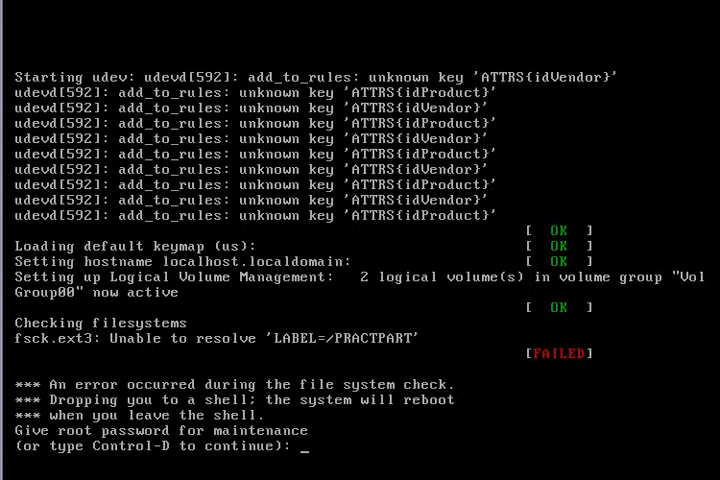 Starting udev: udevd[592]: add_to_rules: unknown key 'ATTRS{idVendor}'
udevd[592]: add_to_rules: unknown key 'ATTRS{idProduct}'
udevd[592]: add_to_rules: unknown key 'ATTRS{idVendor}'
udevd[592]: add_to_rules: unknown key 'ATTRS{idProduct}'
udevd[592]: add_to_rules: unknown key 'ATTRS{idVendor}'
udevd[592]: add_to_rules: unknown key 'ATTRS{idProduct}'
udevd[592]: add_to_rules: unknown key 'ATTRS{idVendor}'
udevd[592]: add_to_rules: unknown key 'ATTRS{idProduct}'
udevd[592]: add_to_rules: unknown key 'ATTRS{idVendor}'
udevd[592]: add_to_rules: unknown key 'ATTRS{idProduct}'
[  OK  ]
Loading default keymap (us): [  OK  ]
Setting hostname localhost.localdomain: [  OK  ]
Setting up Logical Volume Management:   2 logical volume(s) in volume group "Vol
Group00" now active
[  OK  ]
Checking filesystems
fsck.ext3: Unable to resolve 'LABEL=/PRACTPART'
[FAILED]
*** An error occurred during the file system check.
*** Dropping you to a shell; the system will reboot
*** when you leave the shell.
Give root password for maintenance
(or type Control-D to continue): _